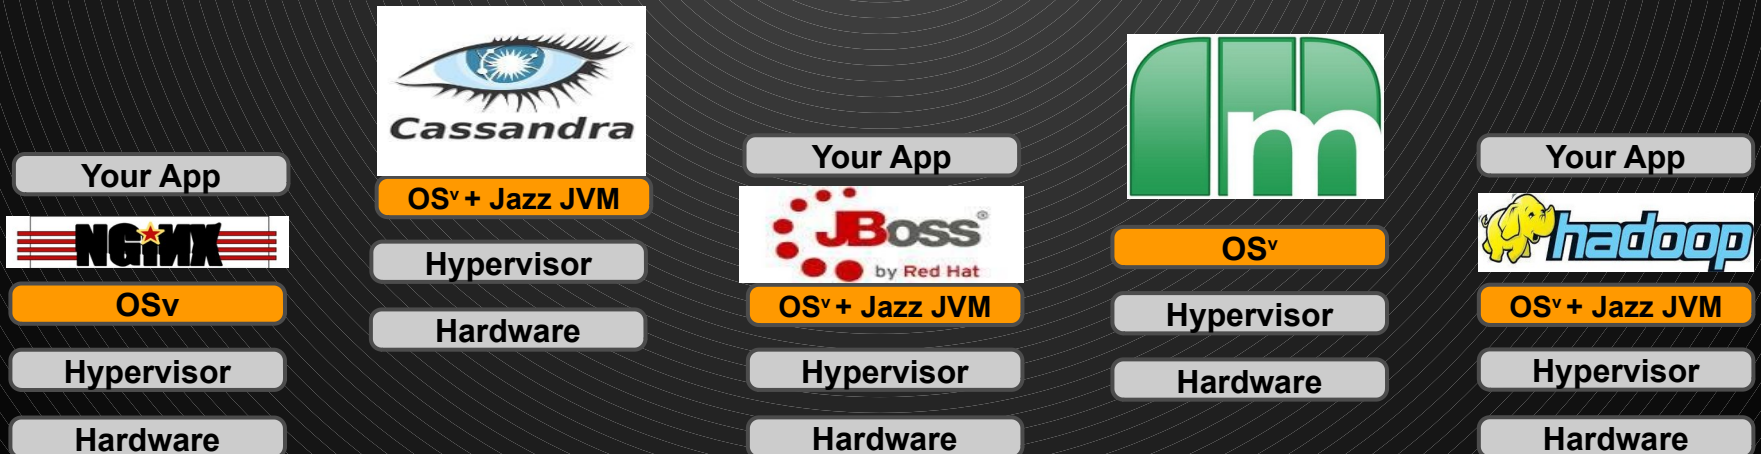 Your App
NGiNX
OSv
Hypervisor
Hardware
Cassandra
OSv + Jazz JVM
Hypervisor
Hardware
Your App
JBoss®
by Red Hat
OSv + Jazz JVM
Hypervisor
Hardware
m
OSv
Hypervisor
Hardware
Your App
hadoop
OSv + Jazz JVM
Hypervisor
Hardware